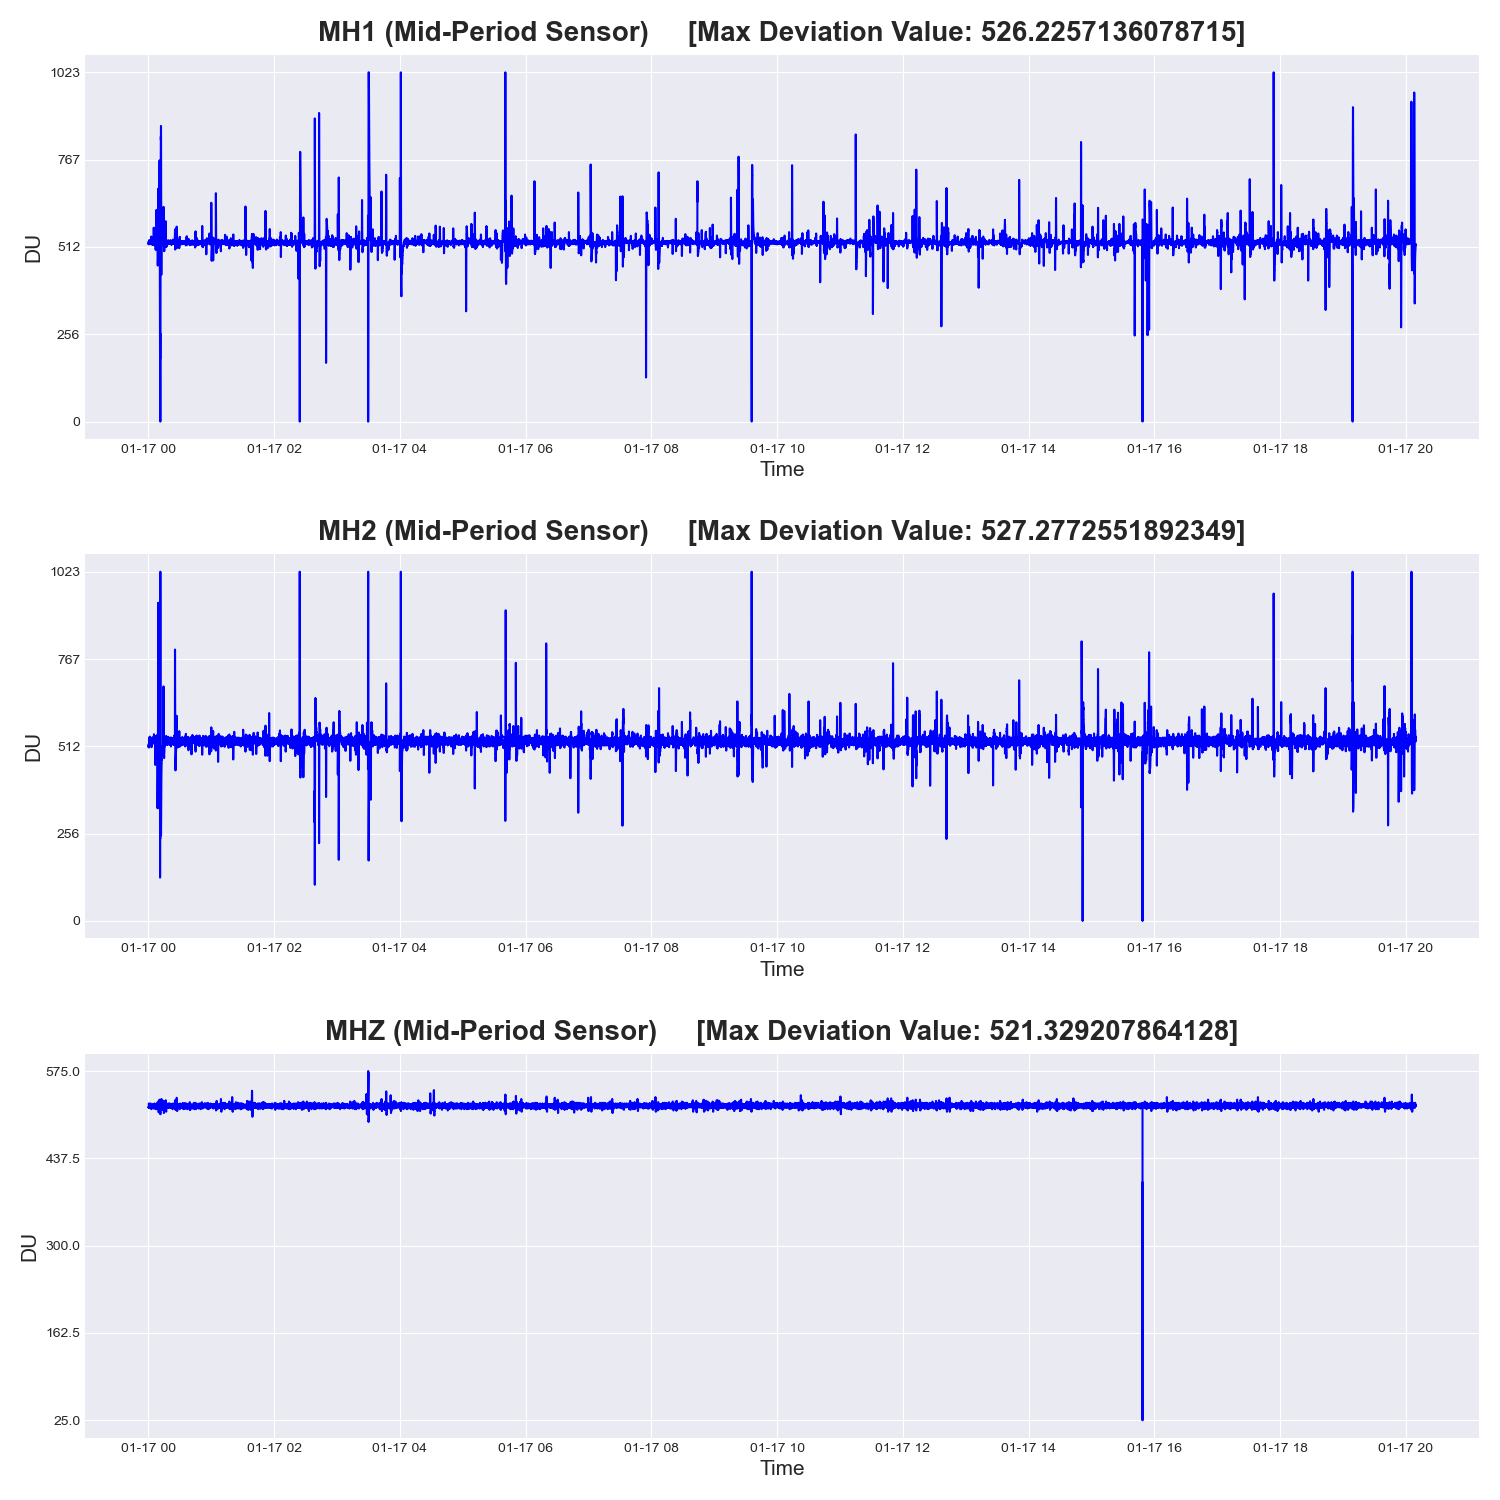 MH1 (Mid-Period Sensor) [Max Deviation Value: 526.2257136078715]
1023
767
512
256
0
DU
01-17 00 01-17 02 01-17 04 01-17 06 01-17 08 01-17 10 01-17 12 01-17 14 01-17 16 01-17 18 01-17 20
Time
MH2 (Mid-Period Sensor) [Max Deviation Value: 527.2772551892349]
1023
767
512
256
0
DU
01-17 00 01-17 02 01-17 04 01-17 06 01-17 08 01-17 10 01-17 12 01-17 14 01-17 16 01-17 18 01-17 20
Time
MHZ (Mid-Period Sensor) [Max Deviation Value: 521.329207864128]
575.0
437.5
300.0
162.5
25.0
DU
01-17 00 01-17 02 01-17 04 01-17 06 01-17 08 01-17 10 01-17 12 01-17 14 01-17 16 01-17 18 01-17 20
Time